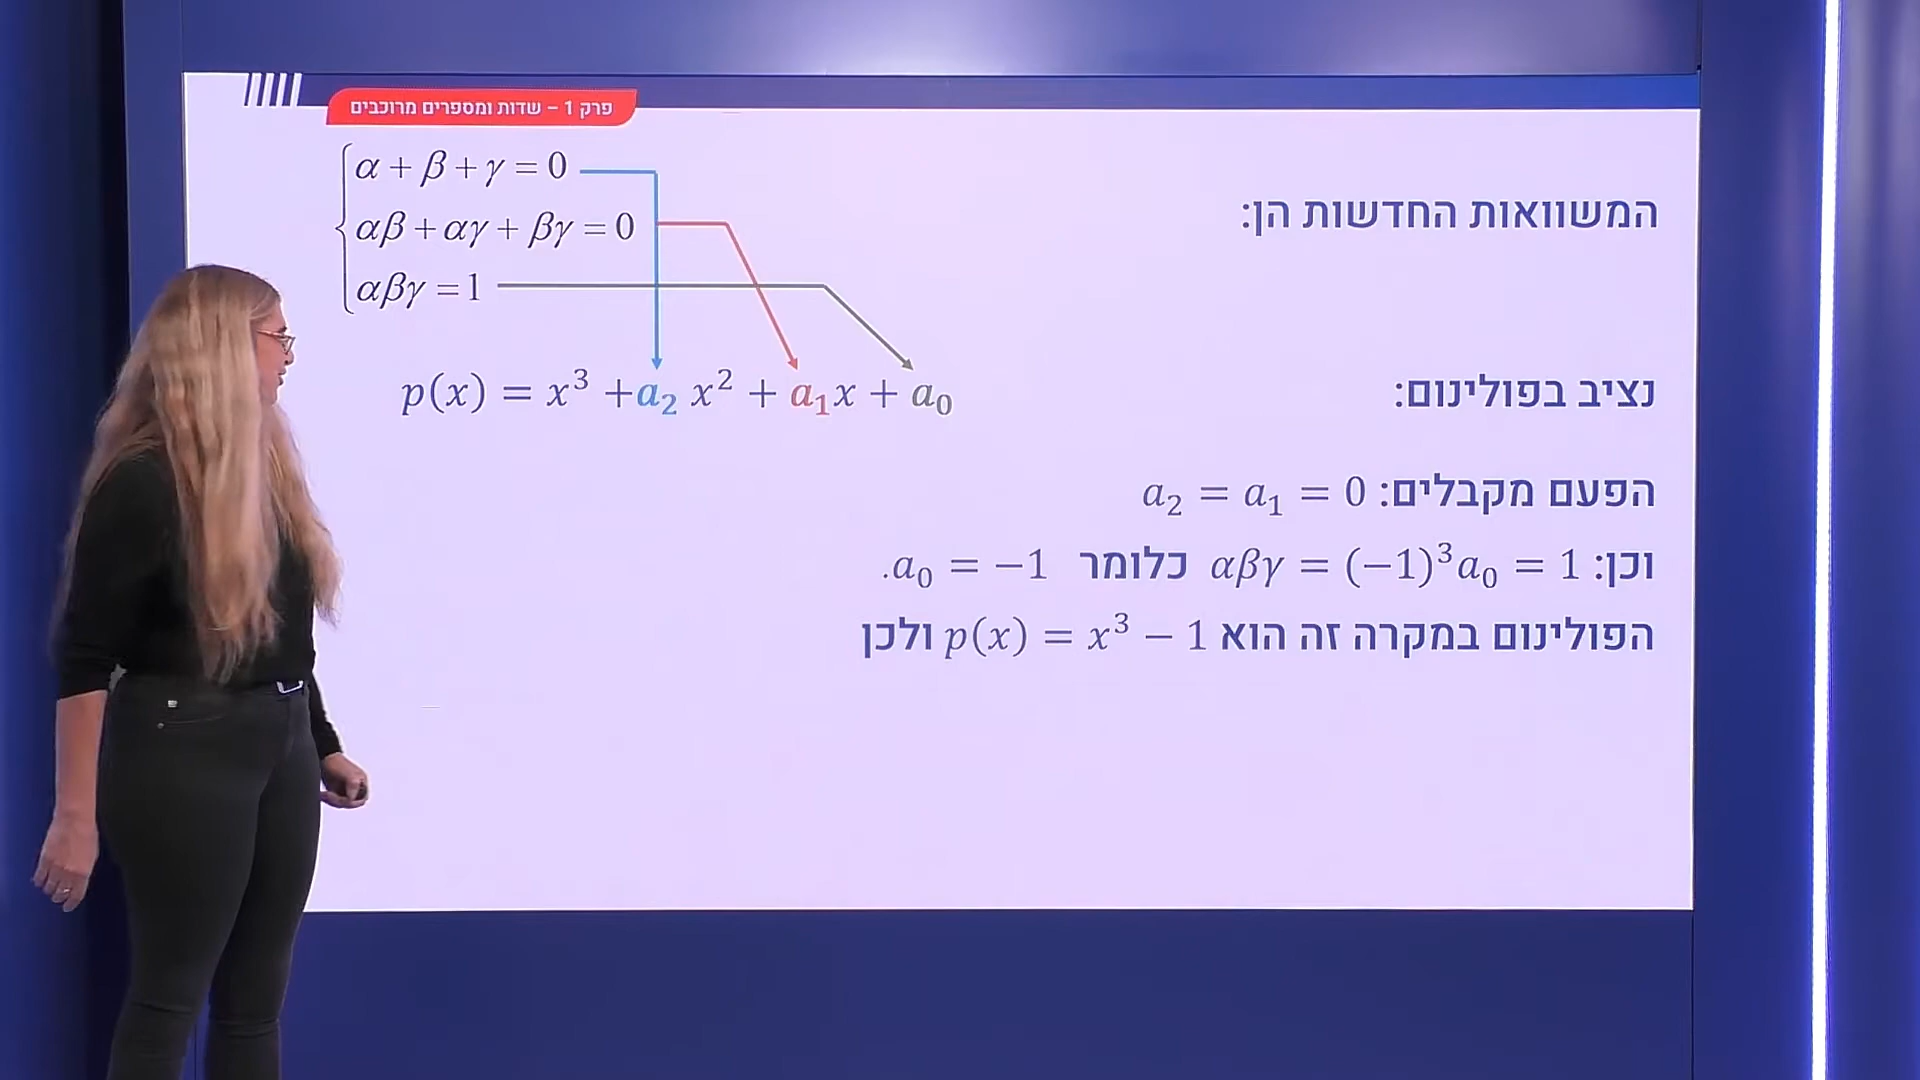 פרק 1 – שדות ומספרים מרוכבים
המשוואות החדשות הן:
α + β + γ = 0
αβ + αγ + βγ = 0
αβγ = 1
נציב בפולינום:
p(x) = x³ + a₂ x² + a₁x + a₀
הפעם מקבלים: a₂ = a₁ = 0
וכן: αβγ = (−1)³a₀ = 1 כלומר a₀ = −1.
הפולינום במקרה זה הוא p(x) = x³ − 1 ולכן